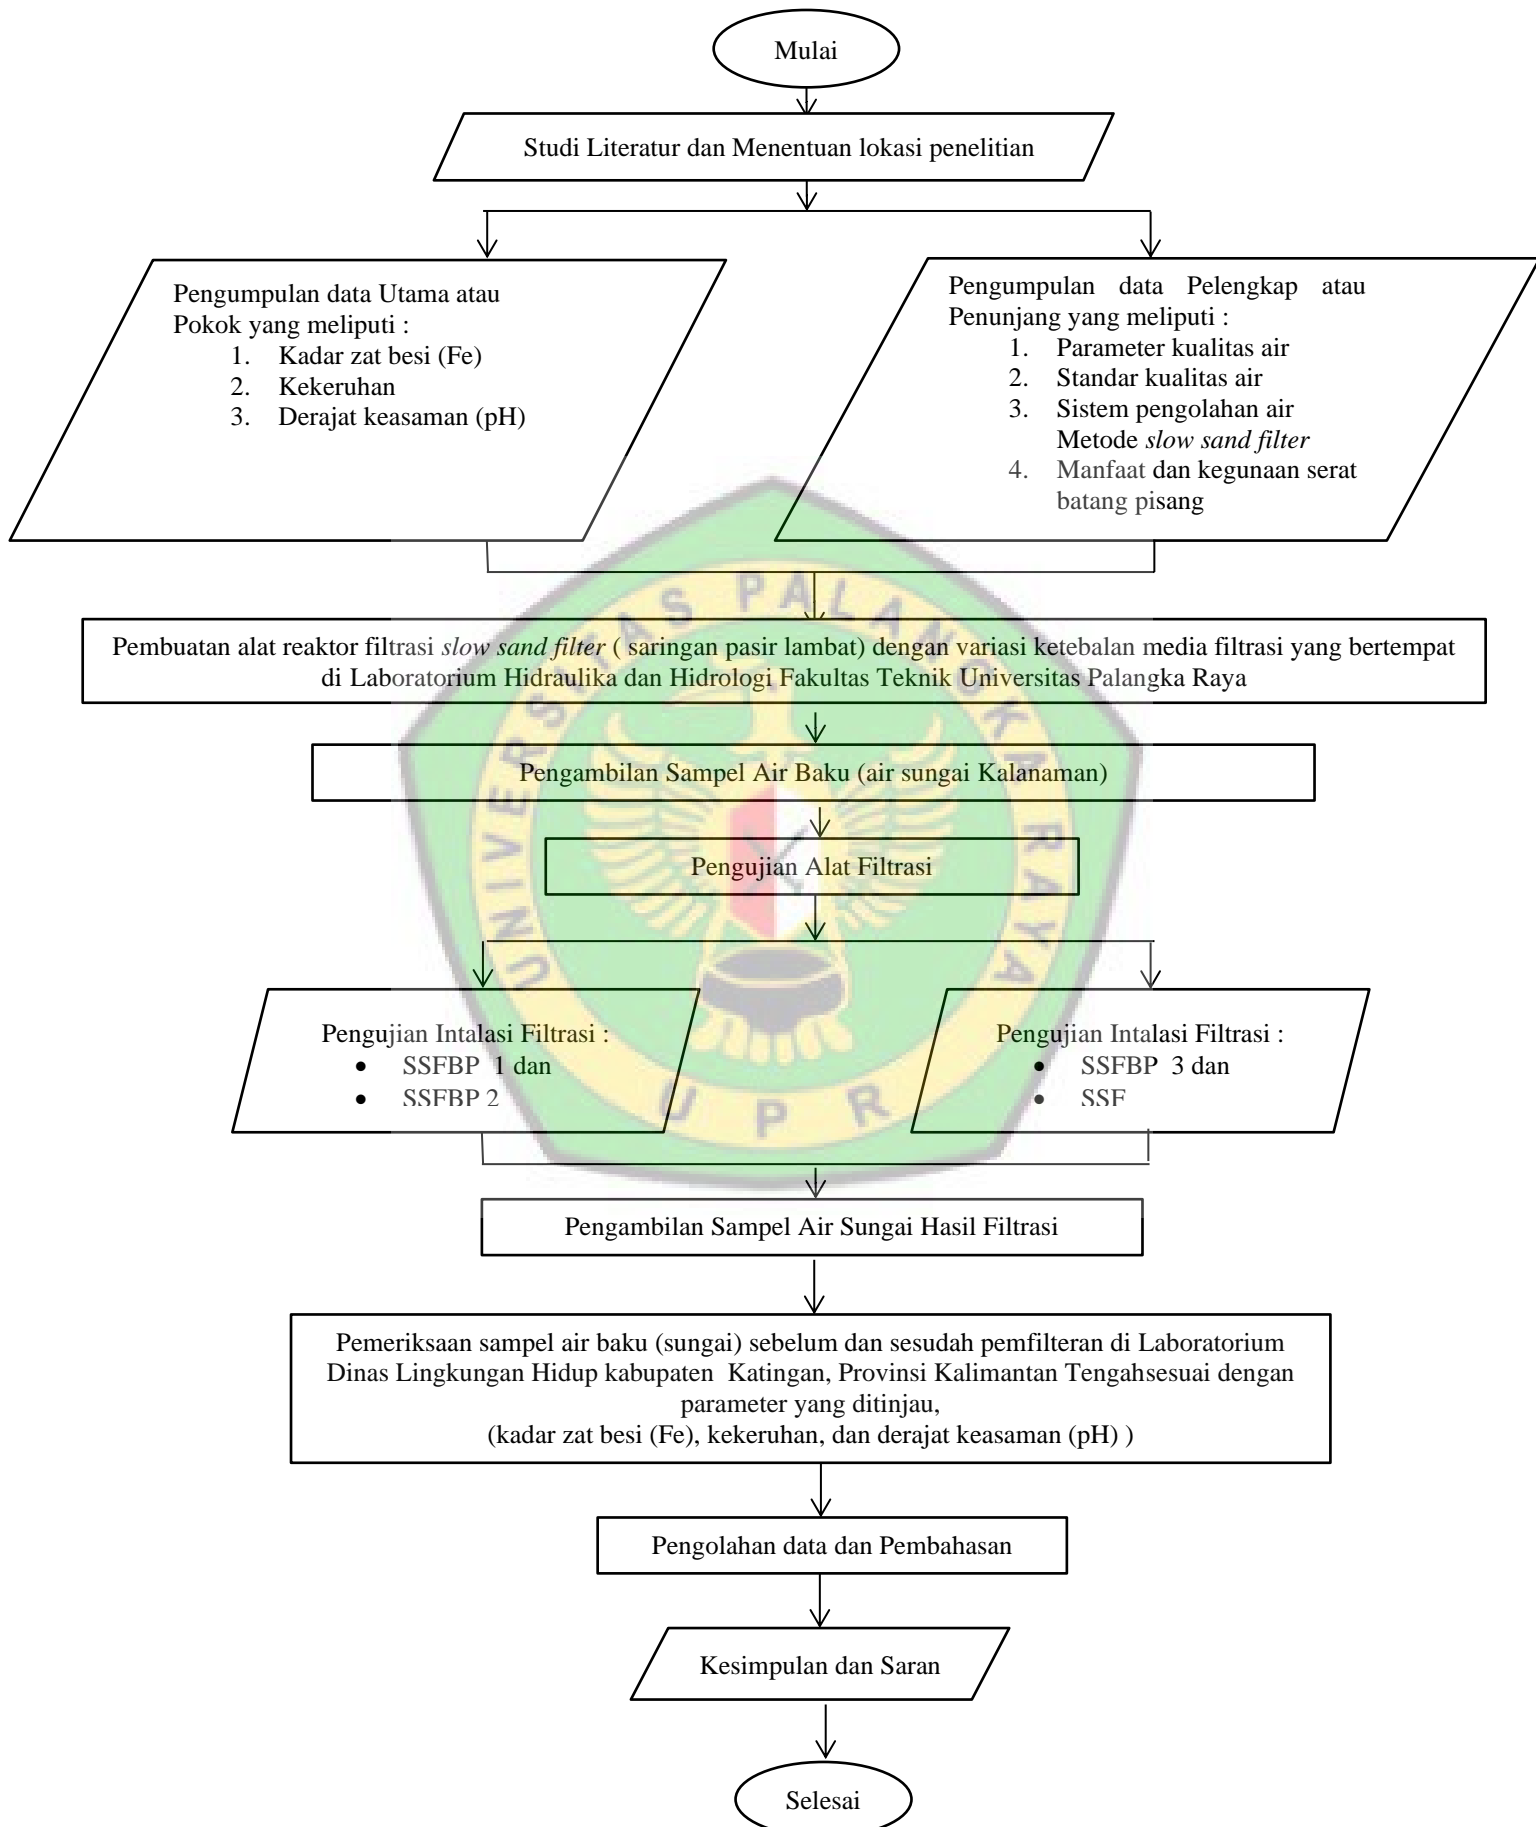 Mulai
Studi Literatur dan Menentuan lokasi penelitian
Pengumpulan data Utama atau
Pokok yang meliputi :
1. Kadar zat besi (Fe)
2. Kekeruhan
3. Derajat keasaman (pH)
Pengumpulan data Pelengkap atau
Penunjang yang meliputi :
1. Parameter kualitas air
2. Standar kualitas air
3. Sistem pengolahan air
Metode slow sand filter
4. Manfaat dan kegunaan serat
batang pisang
Pembuatan alat reaktor filtrasi slow sand filter ( saringan pasir lambat) dengan variasi ketebalan media filtrasi yang bertempat
di Laboratorium Hidraulika dan Hidrologi Fakultas Teknik Universitas Palangka Raya
Pengambilan Sampel Air Baku (air sungai Kalanaman)
Pengujian Alat Filtrasi
Pengujian Intalasi Filtrasi :
• SSFBP 1 dan
• SSFBP 2
Pengujian Intalasi Filtrasi :
• SSFBP 3 dan
• SSF
Pengambilan Sampel Air Sungai Hasil Filtrasi
Pemeriksaan sampel air baku (sungai) sebelum dan sesudah pemfilteran di Laboratorium
Dinas Lingkungan Hidup kabupaten Katingan, Provinsi Kalimantan Tengahsesuai dengan
parameter yang ditinjau,
(kadar zat besi (Fe), kekeruhan, dan derajat keasaman (pH) )
Pengolahan data dan Pembahasan
Kesimpulan dan Saran
Selesai
UNIVERSITAS PALANGKA RAYA
UPR